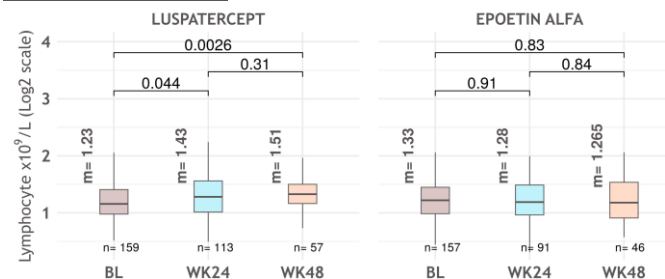 LUSPATERCEPT
EPOETIN ALFA
Lymphocyte x10⁹/L (Log2 scale)
4
3
2
1
0.0026
0.31
0.044
m= 1.23
m= 1.43
m= 1.51
n= 159
n= 113
n= 57
BL
WK24
WK48
0.83
0.84
0.91
m= 1.33
m= 1.28
m= 1.265
n= 157
n= 91
n= 46
BL
WK24
WK48